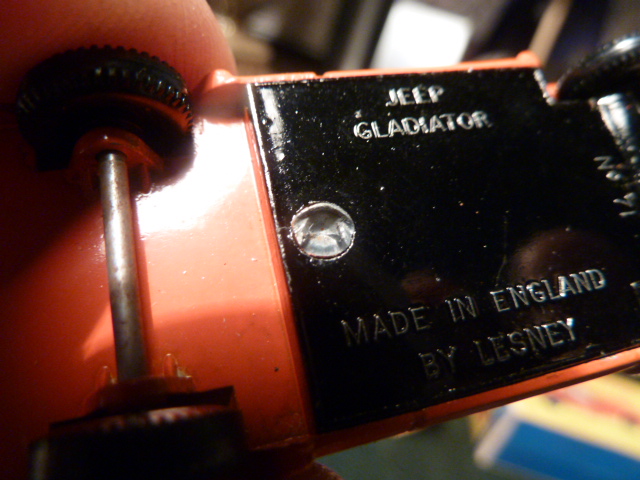 JEEP
GLADIATOR
MADE IN ENGLAND
BY LESNEY